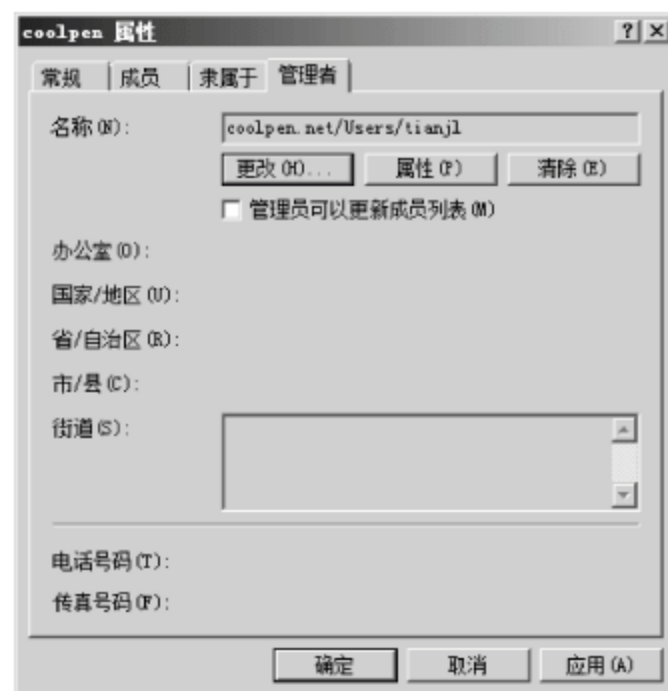 coolpen 属性
常规 成员 隶属于 管理者
名称(N): coolpen.net/Users/tianjl
更改(H)... 属性(P) 清除(E)
管理员可以更新成员列表(M)
办公室(O):
国家/地区(U):
省/自治区(R):
市/县(C):
街道(S):
电话号码(T):
传真号码(F):
确定 取消 应用(A)